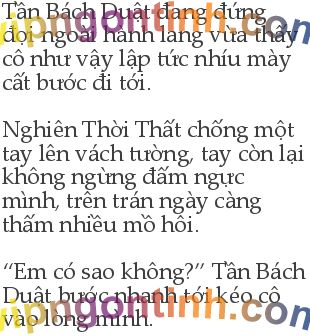 Tần Bách Duật đang đứng
đợi ngoài hành lang vừa thấy
cô như vậy lập tức nhíu mày
cất bước đi tới.
Nghiên Thời Thất chống một
tay lên vách tường, tay còn lại
không ngừng đấm ngực
mình, trên trán ngày càng
thấm nhiều mồ hôi.
“Em có sao không?” Tần Bách
Duật bước nhanh tới kéo cô
vào lòng mình.
vipngontinh.com
vipngontinh.com